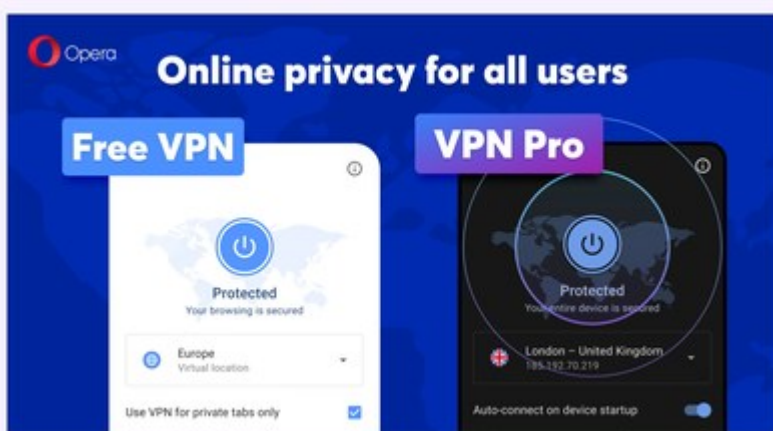 Opera
Online privacy for all users
Free VPN
Protected
Your browsing is secured
Europe
Virtual location
Use VPN for private tabs only
VPN Pro
Protected
Your entire device is secured
London – United Kingdom
185.192.70.219
Auto-connect on device startup